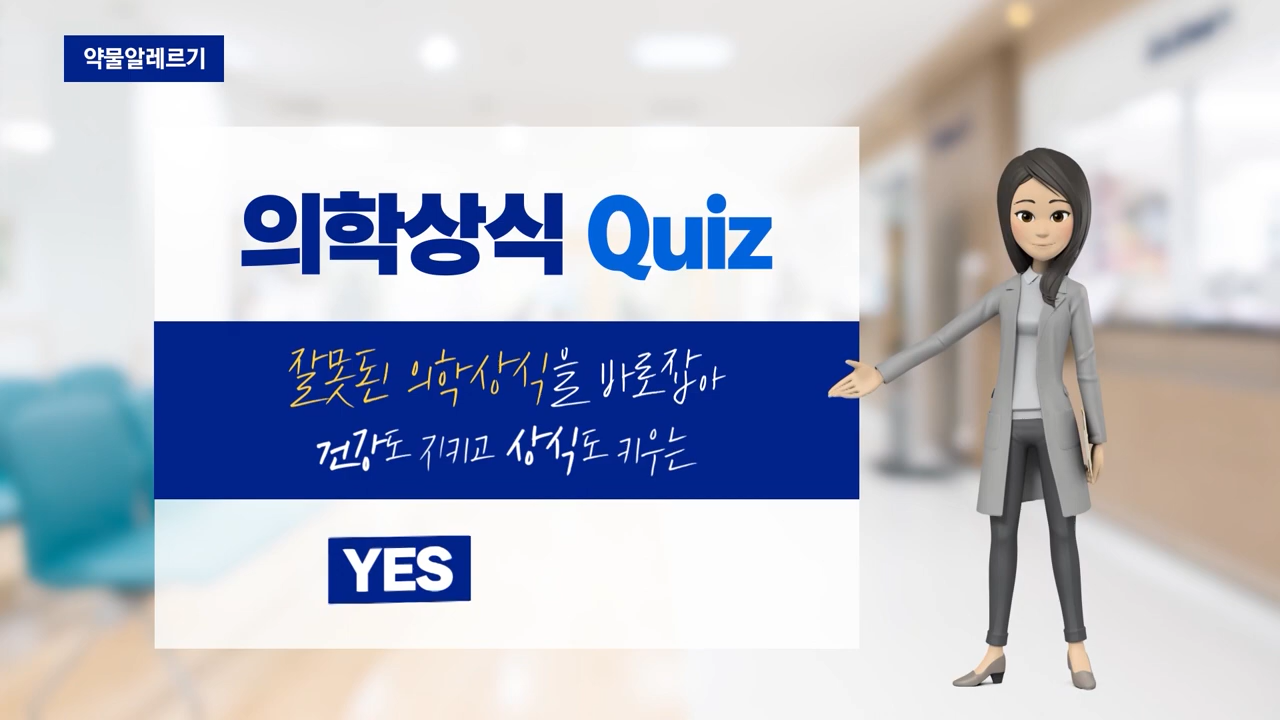 약물알레르기
의학상식 Quiz
잘못된 의학상식을 바로잡아
건강도 지키고 상식도 키우는
YES